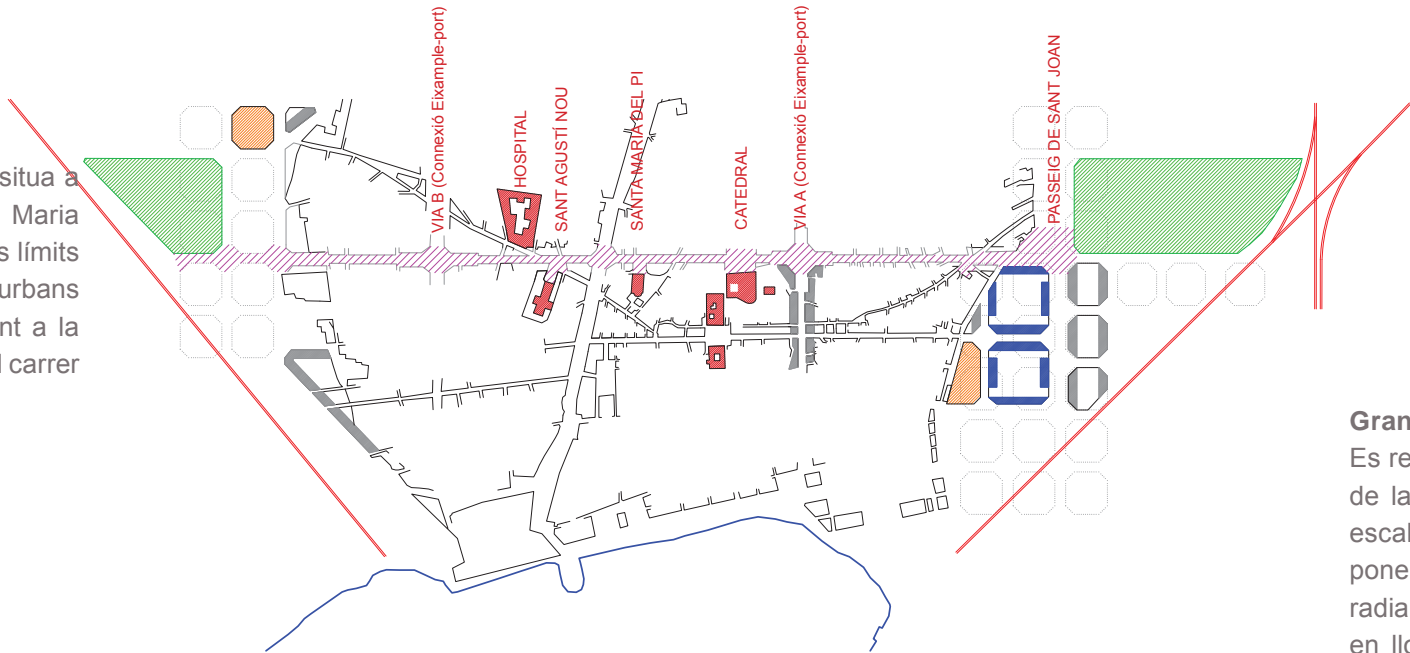 situa a
Maria
s límits
urbans
nt a la
l carrer
VIA B (Connexió Eixample-port)
HOSPITAL
SANT AGUSTÍ NOU
SANTA MARIA DEL PI
CATEDRAL
VIA A (Connexió Eixample-port)
PASSEIG DE SANT JOAN
Gran
Es re
de la
escal
pone
radia
en llo